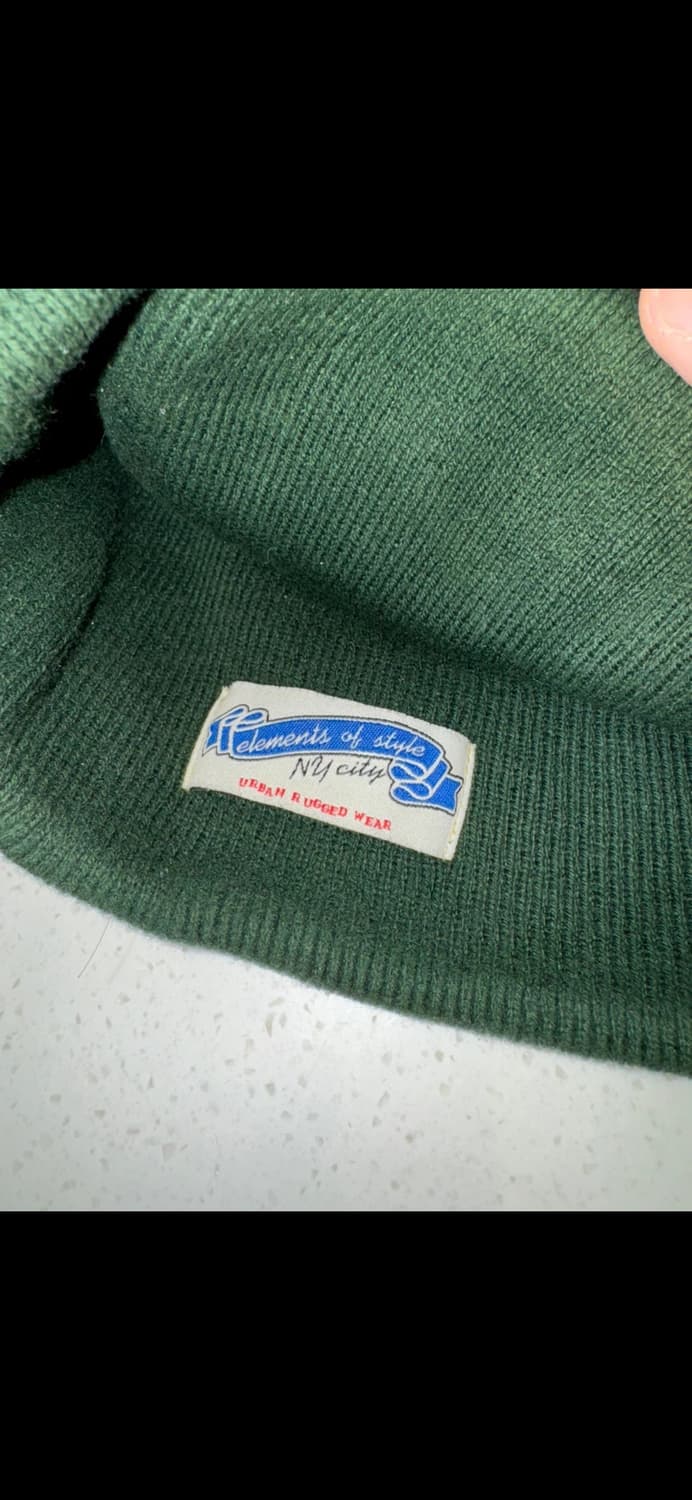 elements of style
NY city
URBAN RUGGED WEAR